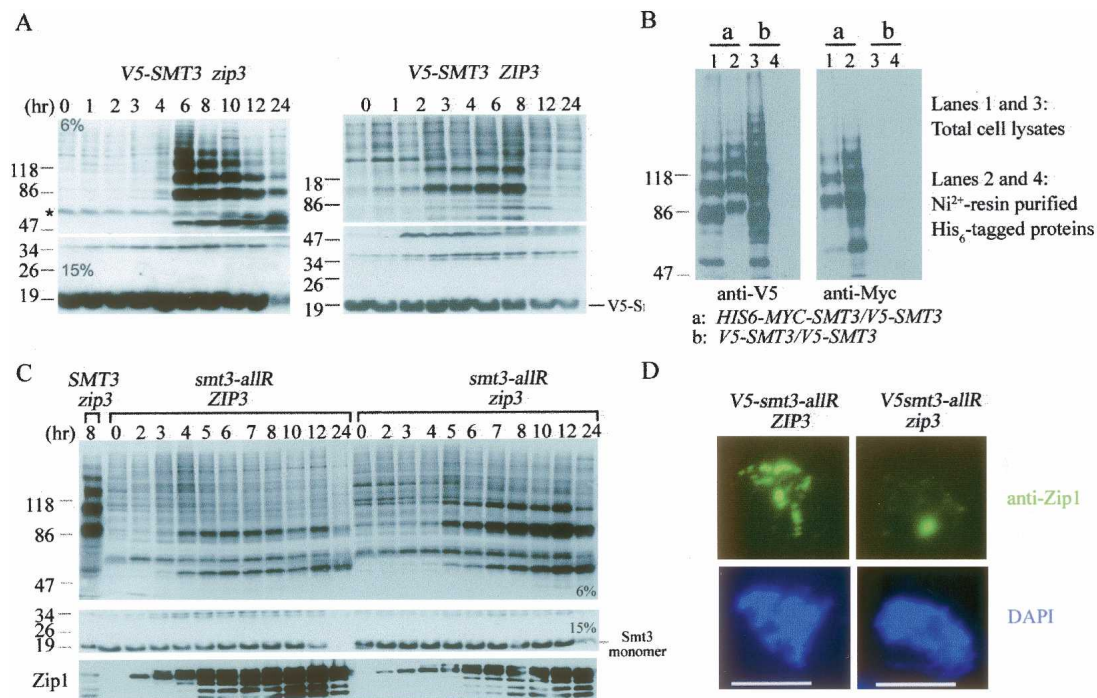 A
V5-SMT3 zip3
V5-SMT3 ZIP3
(hr) 0 1 2 3 4 6 8 10 12 24
0 1 2 3 4 6 8 12 24
6%
118
86
*
47
34
26
15%
19
18
86
47
34
26
19
V5-S
B
a b a b
1 2 3 4 1 2 3 4
118
86
47
anti-V5 anti-Myc
Lanes 1 and 3:
Total cell lysates
Lanes 2 and 4:
Ni2+-resin purified
His6-tagged proteins
a: HIS6-MYC-SMT3/V5-SMT3
b: V5-SMT3/V5-SMT3
C
SMT3 zip3
smt3-allR ZIP3
smt3-allR zip3
(hr) 8 0 2 3 4 5 6 7 8 10 12 24 0 2 3 4 5 6 7 8 10 12 24
118
86
47
6%
34
26
19
15%
Smt3 monomer
Zip1
D
V5-smt3-allR ZIP3
V5smt3-allR zip3
anti-Zip1
DAPI